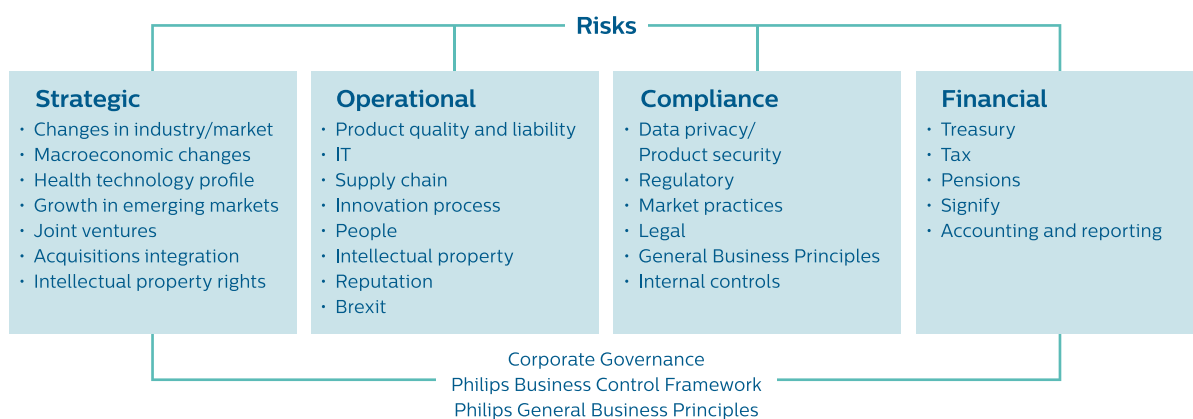 Risks
Strategic
· Changes in industry/market
· Macroeconomic changes
· Health technology profile
· Growth in emerging markets
· Joint ventures
· Acquisitions integration
· Intellectual property rights
Operational
· Product quality and liability
· IT
· Supply chain
· Innovation process
· People
· Intellectual property
· Reputation
· Brexit
Compliance
· Data privacy/
Product security
· Regulatory
· Market practices
· Legal
· General Business Principles
· Internal controls
Financial
· Treasury
· Tax
· Pensions
· Signify
· Accounting and reporting
Corporate Governance
Philips Business Control Framework
Philips General Business Principles